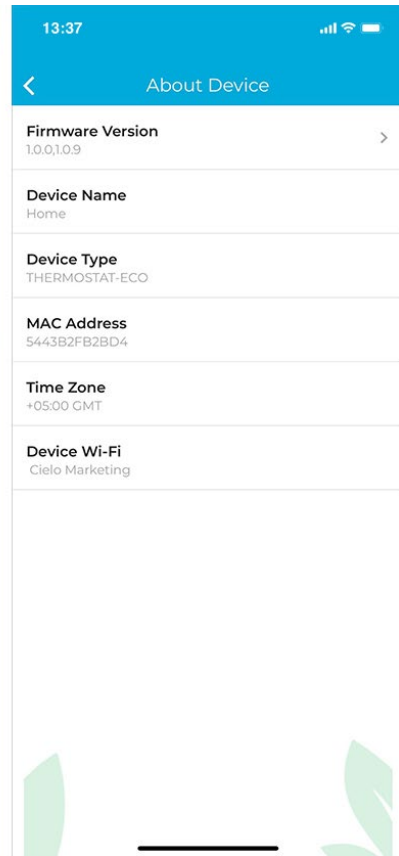 13:37
About Device
Firmware Version
1.0.0,1.0.9
Device Name
Home
Device Type
THERMOSTAT-ECO
MAC Address
5443B2FB2BD4
Time Zone
+05:00 GMT
Device Wi-Fi
Cielo Marketing